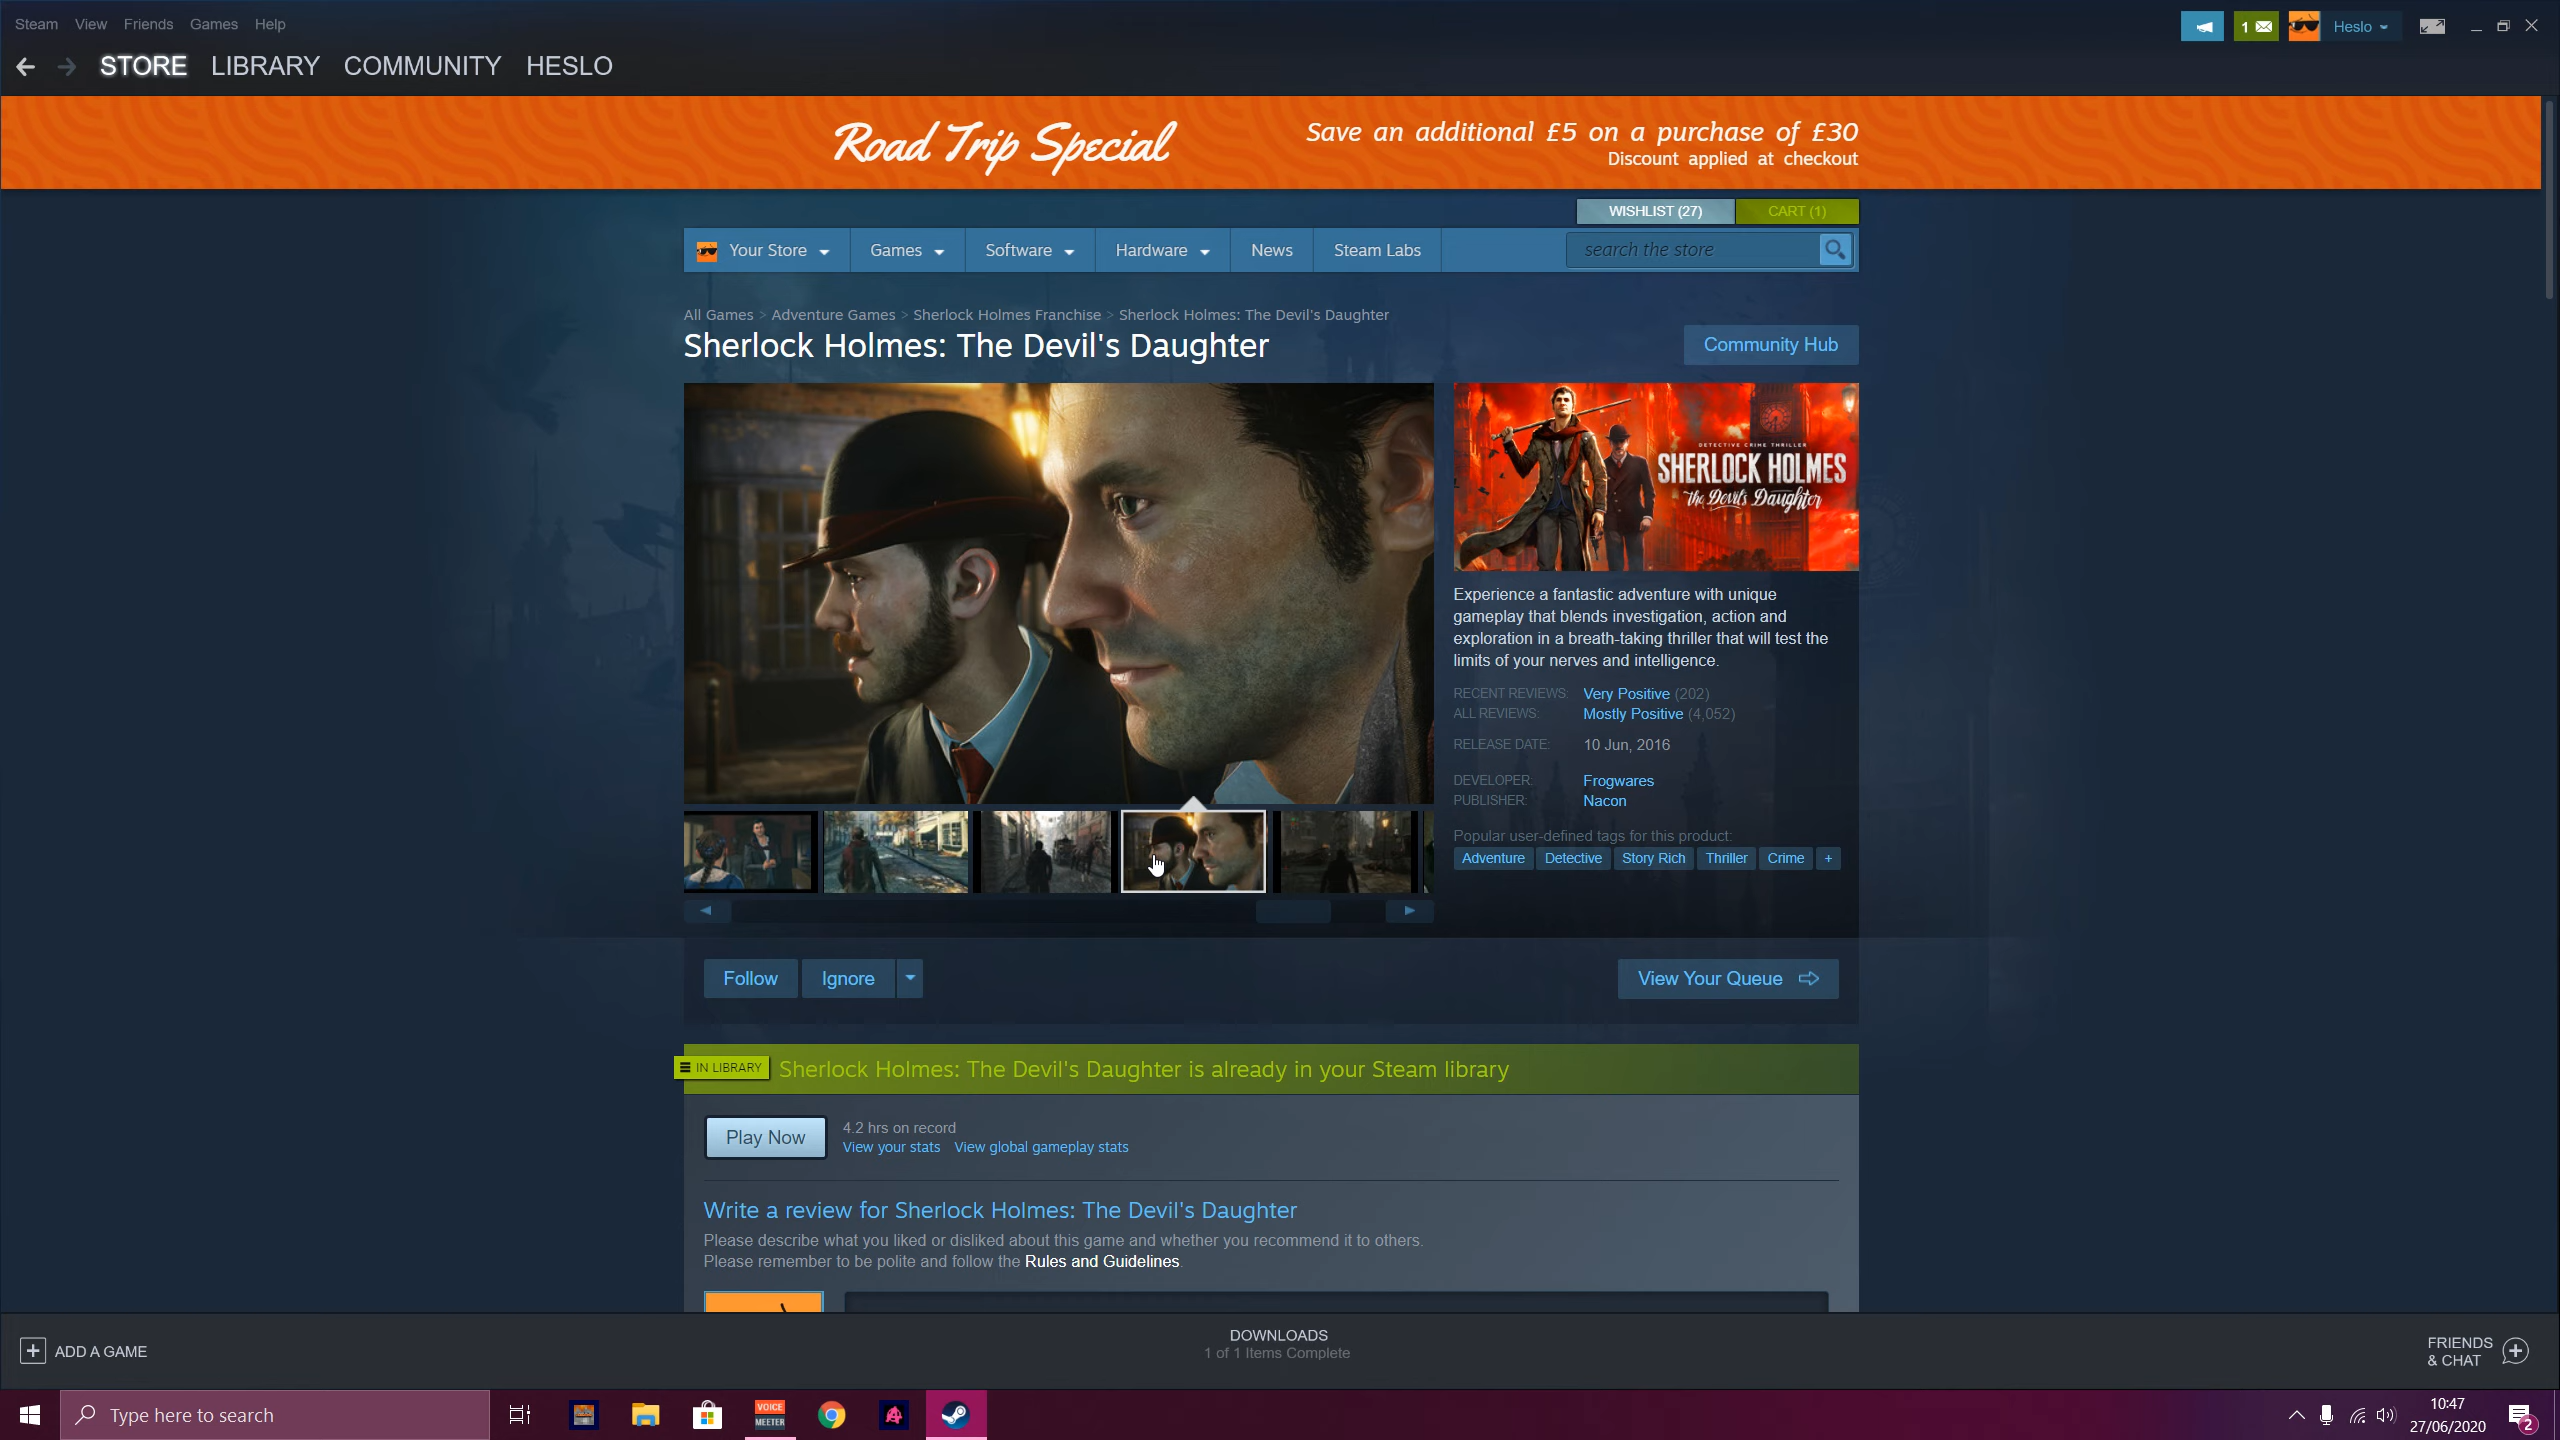 Steam View Friends Games Help
1
Heslo
STORE LIBRARY COMMUNITY HESLO
Road Trip Special
Save an additional £5 on a purchase of £30
Discount applied at checkout
WISHLIST (27)
CART (1)
Your Store Games Software Hardware News Steam Labs
search the store
All Games > Adventure Games > Sherlock Holmes Franchise > Sherlock Holmes: The Devil's Daughter
Sherlock Holmes: The Devil's Daughter
Community Hub
DETECTIVE CRIME THRILLER
SHERLOCK HOLMES
The Devil's Daughter
Experience a fantastic adventure with unique
gameplay that blends investigation, action and
exploration in a breath-taking thriller that will test the
limits of your nerves and intelligence.
RECENT REVIEWS: Very Positive (202)
ALL REVIEWS: Mostly Positive (4,052)
RELEASE DATE: 10 Jun, 2016
DEVELOPER: Frogwares
PUBLISHER: Nacon
Popular user-defined tags for this product:
Adventure Detective Story Rich Thriller Crime +
Follow Ignore
View Your Queue
IN LIBRARY
Sherlock Holmes: The Devil's Daughter is already in your Steam library
Play Now
4.2 hrs on record
View your stats View global gameplay stats
Write a review for Sherlock Holmes: The Devil's Daughter
Please describe what you liked or disliked about this game and whether you recommend it to others.
Please remember to be polite and follow the Rules and Guidelines.
+ ADD A GAME
DOWNLOADS
1 of 1 Items Complete
FRIENDS
& CHAT
Type here to search
VOICE
MEETER
10:47
27/06/2020
2